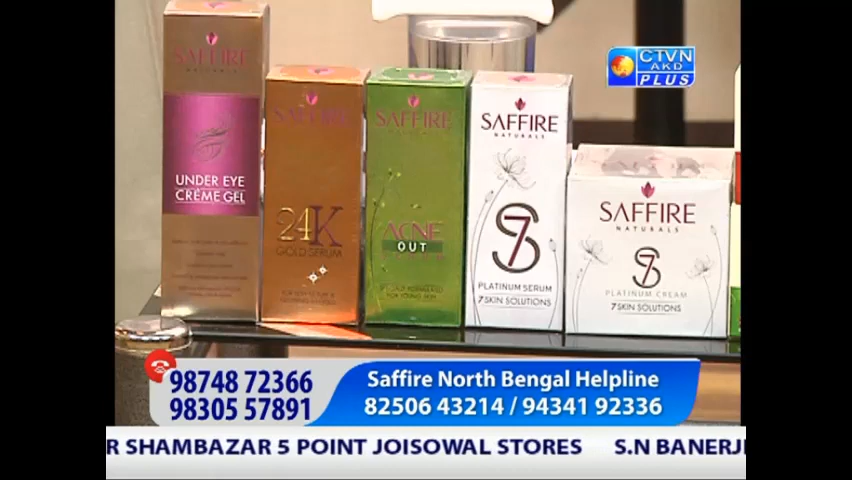 CTVN
AKD
PLUS
SAFFIRE
NATURALS
UNDER EYE
CRÈME GEL
SAFFIRE
24K
GOLD SERUM
SAFFIRE
ACNE
OUT
SAFFIRE
NATURALS
S7
PLATINUM SERUM
7 SKIN SOLUTIONS
SAFFIRE
NATURALS
S7
PLATINUM CREAM
7 SKIN SOLUTIONS
98748 72366
98305 57891
Saffire North Bengal Helpline
82506 43214 / 94341 92336
R SHAMBAZAR 5 POINT JOISOWAL STORES S.N BANERJ